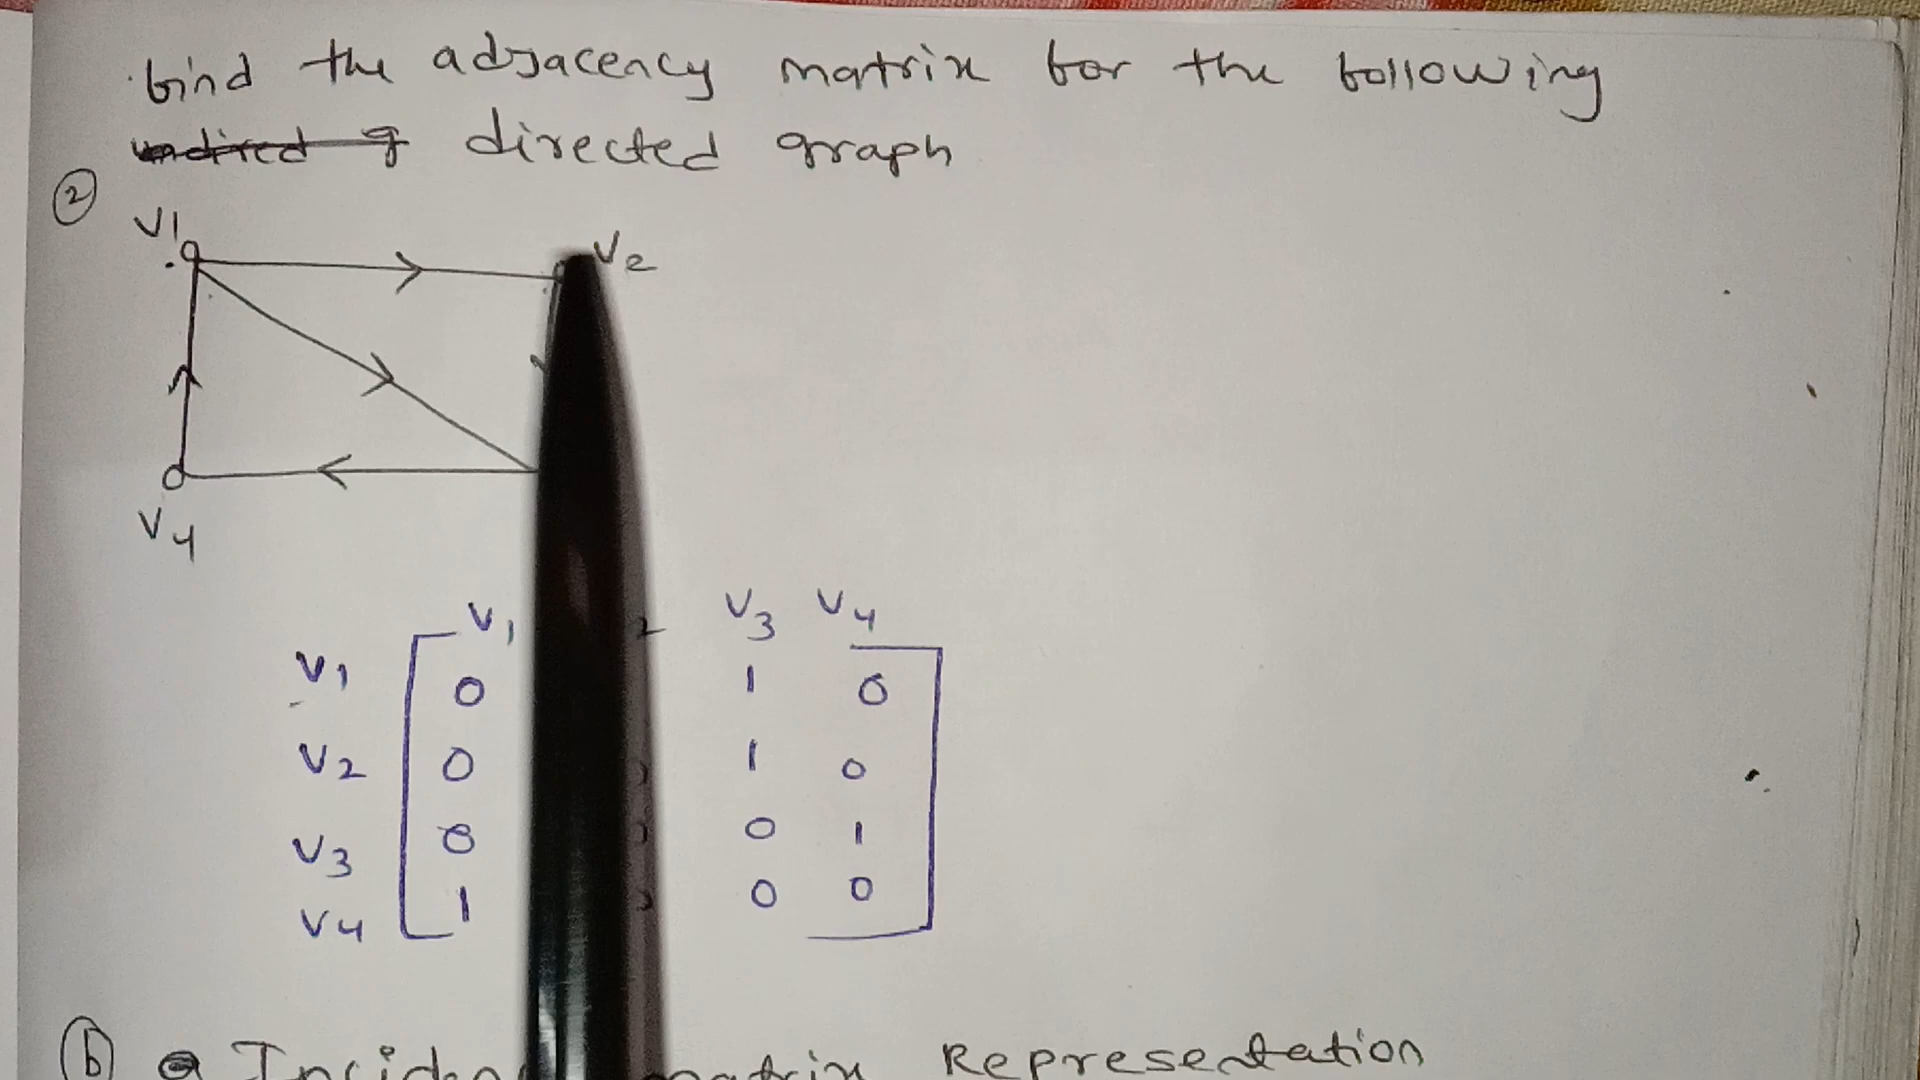 find the adjacency matrix for the following
directed graph
2
V1
V2
V4
V1 V3 V4
V1 0 1 0
V2 0 1 0
V3 0 0 1
V4 1 0 0
(b) Representation